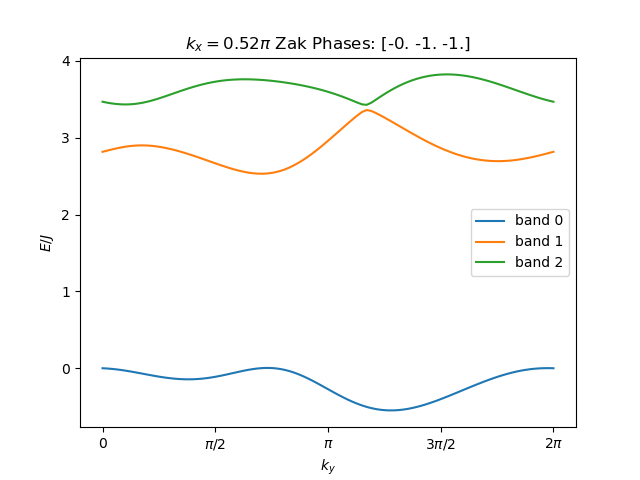 k_x = 0.52π Zak Phases: [-0. -1. -1.]
4
3
2
1
0
E/J
band 0
band 1
band 2
0 π/2 π 3π/2 2π
k_y